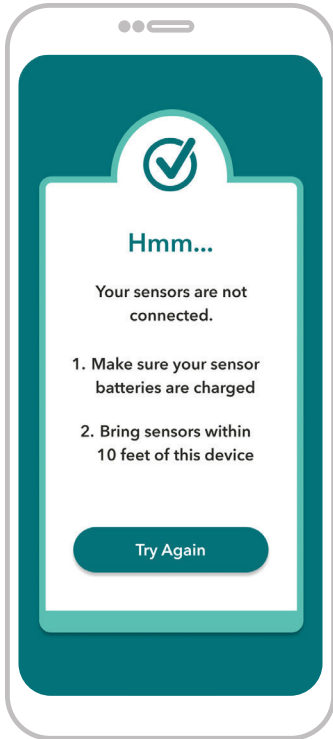 Hmm...
Your sensors are not
connected.
1. Make sure your sensor
batteries are charged
2. Bring sensors within
10 feet of this device
Try Again